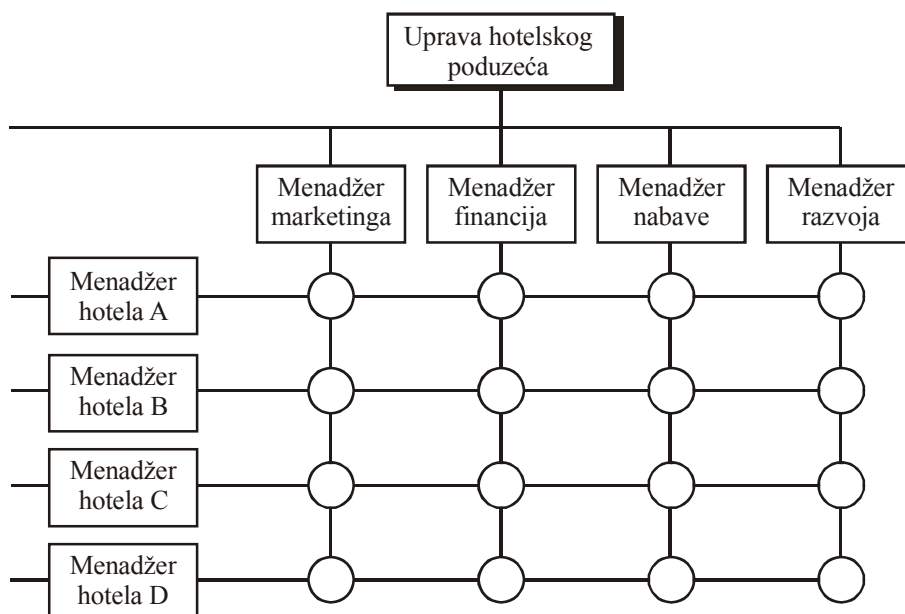 Uprava hotelskog
poduzeća
Menadžer
marketinga
Menadžer
financija
Menadžer
nabave
Menadžer
razvoja
Menadžer
hotela A
Menadžer
hotela B
Menadžer
hotela C
Menadžer
hotela D